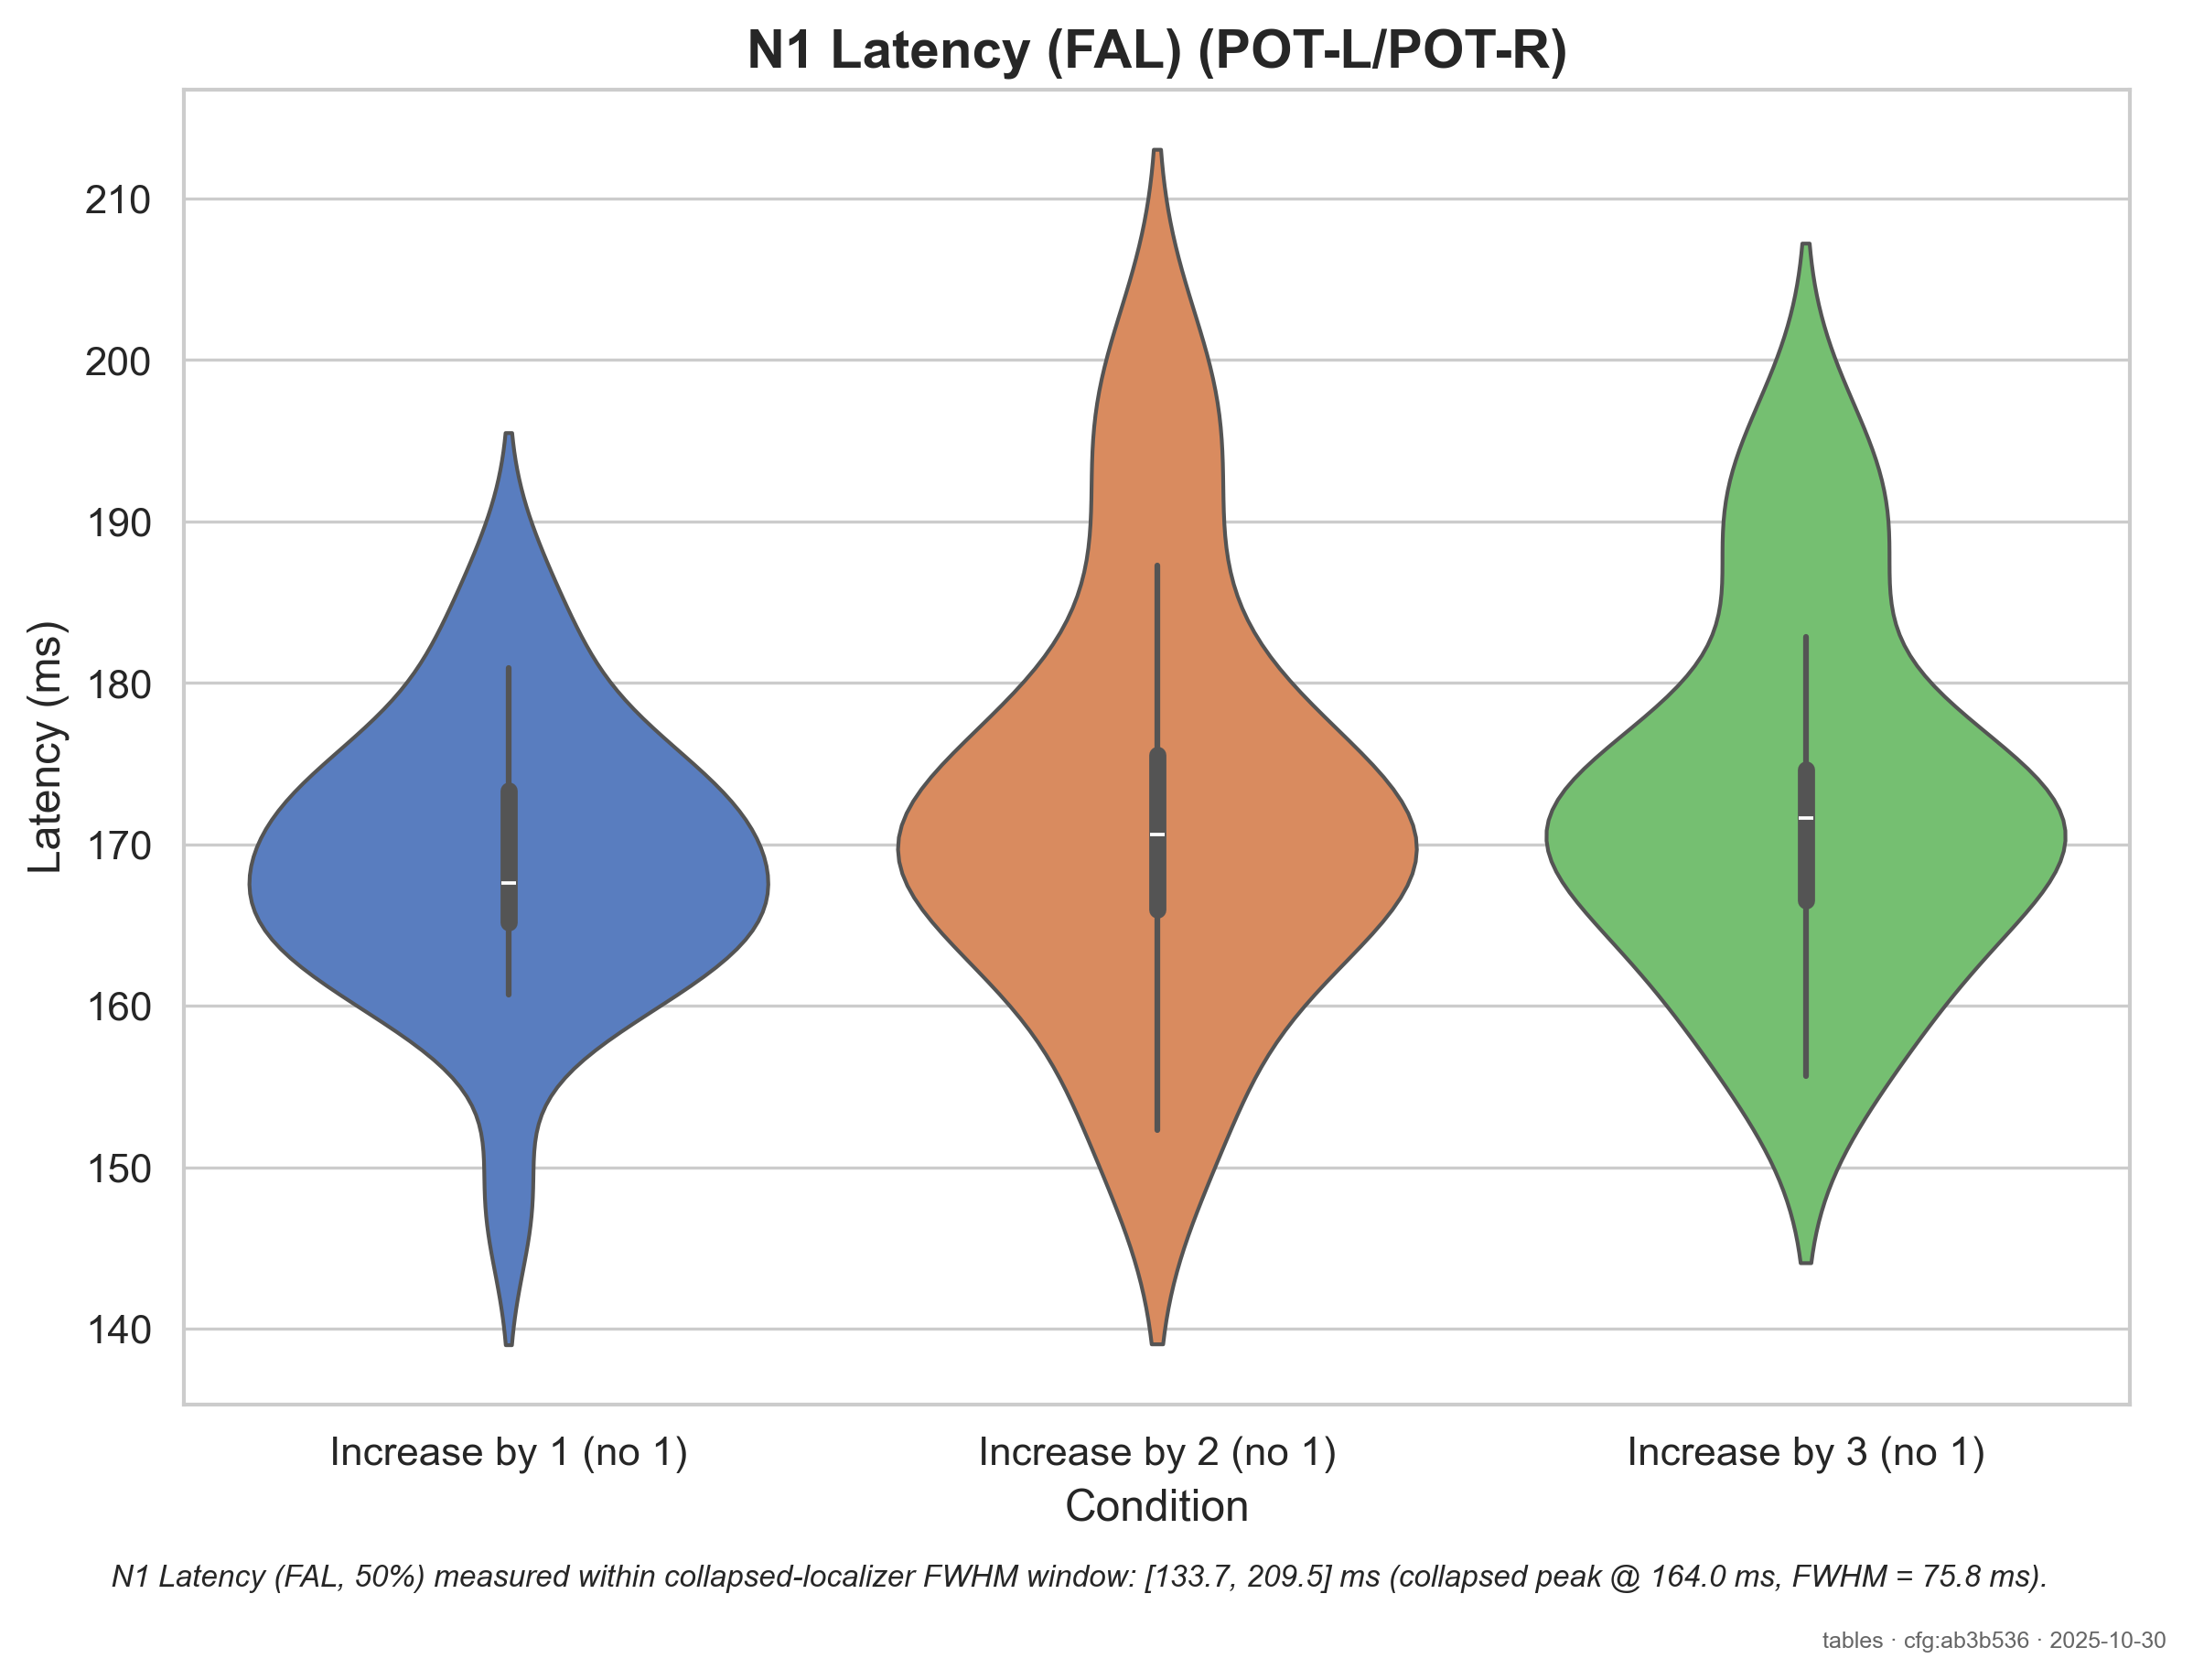 N1 Latency (FAL) (POT-L/POT-R)
Latency (ms)
210
200
190
180
170
160
150
140
Increase by 1 (no 1)
Increase by 2 (no 1)
Increase by 3 (no 1)
Condition
N1 Latency (FAL, 50%) measured within collapsed-localizer FWHM window: [133.7, 209.5] ms (collapsed peak @ 164.0 ms, FWHM = 75.8 ms).
tables · cfg:ab3b536 · 2025-10-30